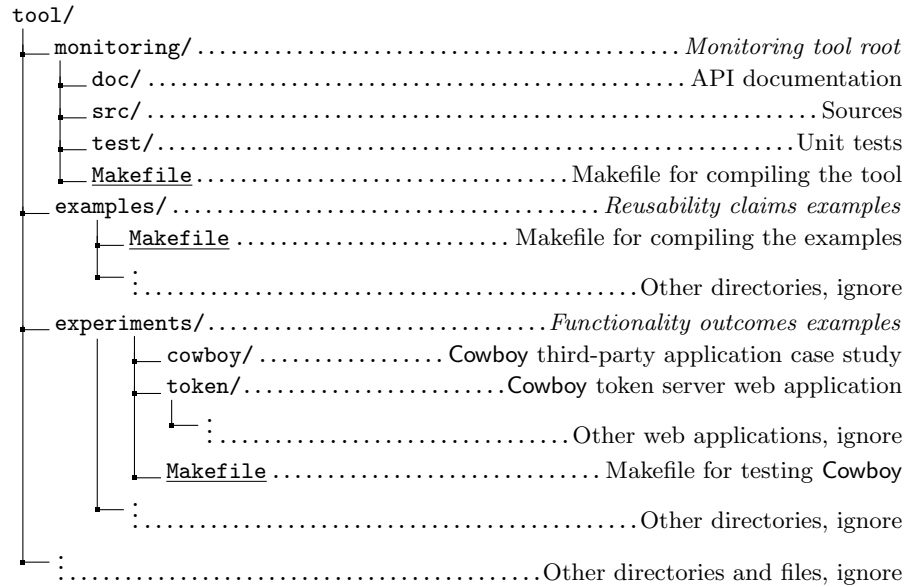 tool/
monitoring/ Monitoring tool root
doc/ API documentation
src/ Sources
test/ Unit tests
Makefile Makefile for compiling the tool
examples/ Reusability claims examples
Makefile Makefile for compiling the examples
⋮ Other directories, ignore
experiments/ Functionality outcomes examples
cowboy/ Cowboy third-party application case study
token/ Cowboy token server web application
⋮ Other web applications, ignore
Makefile Makefile for testing Cowboy
⋮ Other directories, ignore
⋮ Other directories and files, ignore